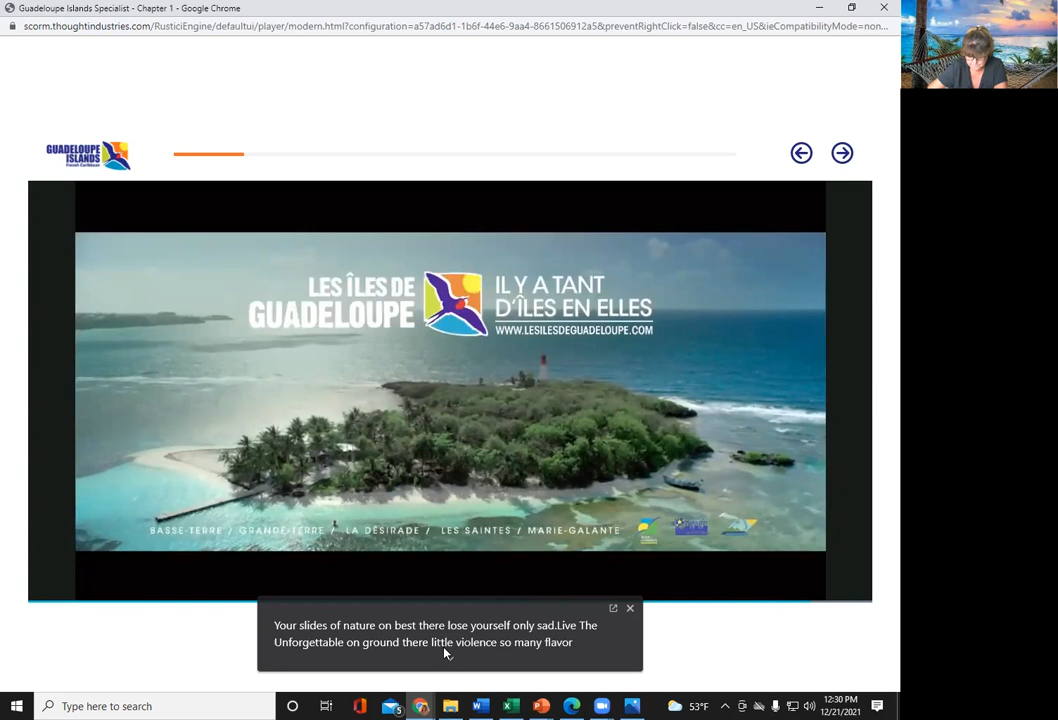 Guadeloupe Islands Specialist - Chapter 1 - Google Chrome
scorm.thoughtindustries.com/RusticiEngine/defaultui/player/modern.html?configuration=a57ad6d1-1b6f-44e6-9aa4-8661506912a5&preventRightClick=false&cc=en_US&ieCompatibilityMode=non...
GUADELOUPE
ISLANDS
French Caribbean
LES ÎLES DE
GUADELOUPE
IL Y A TANT
D'ÎLES EN ELLES
WWW.LESILESDEGUADELOUPE.COM
BASSE-TERRE / GRANDE-TERRE / LA DÉSIRADE / LES SAINTES / MARIE-GALANTE
Your slides of nature on best there lose yourself only sad.Live The
Unforgettable on ground there little violence so many flavor
Type here to search
5
53°F
12:30 PM
12/21/2021